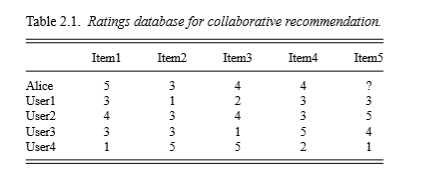 Table 2.1. Ratings database for collaborative recommendation.
Item1 Item2 Item3 Item4 Item5
Alice 5 3 4 4 ?
User1 3 1 2 3 3
User2 4 3 4 3 5
User3 3 3 1 5 4
User4 1 5 5 2 1